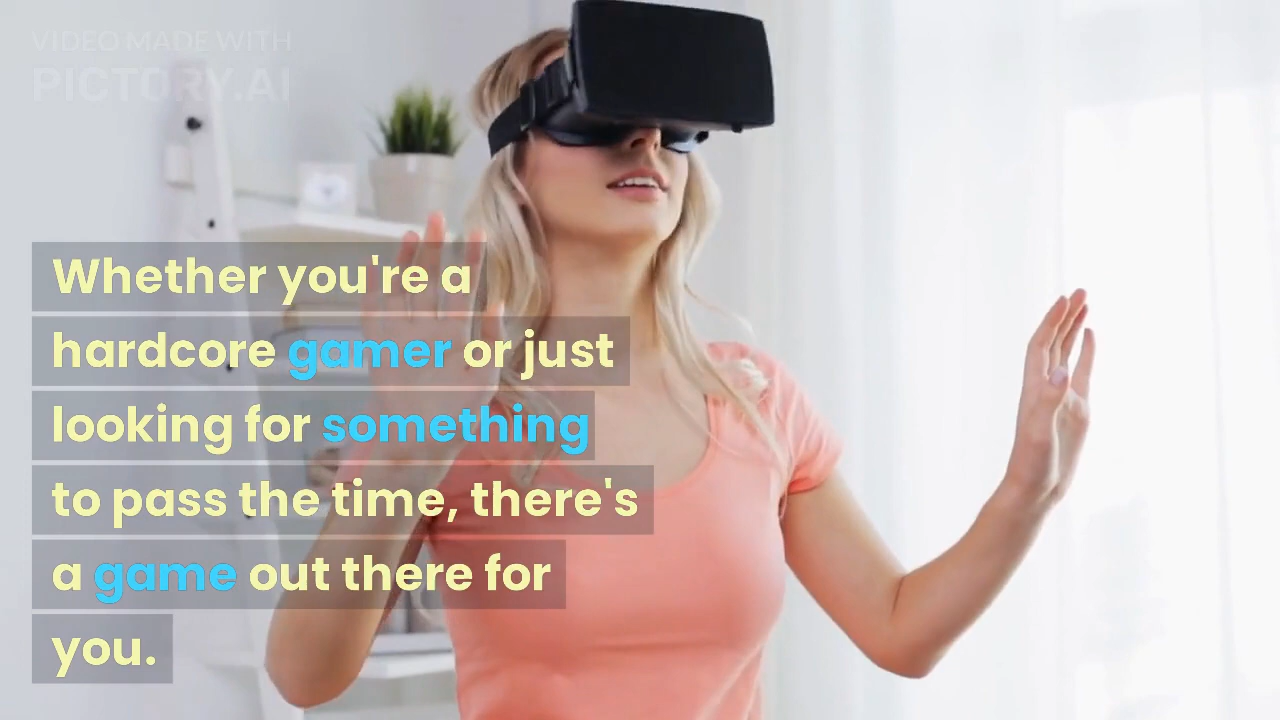 VIDEO MADE WITH
PICTORY.AI
Whether you're a
hardcore gamer or just
looking for something
to pass the time, there's
a game out there for
you.